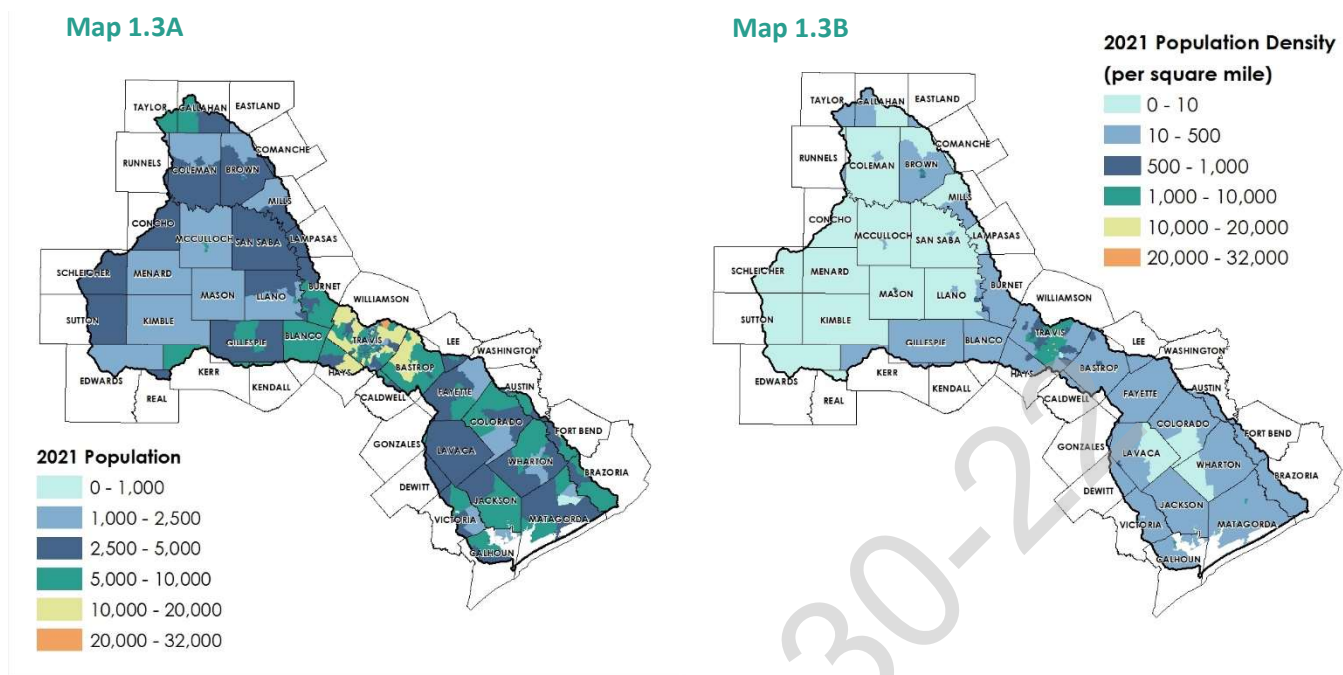 Map 1.3A
TAYLOR
CALLAHAN
EASTLAND
RUNNELS
COLEMAN
BROWN
COMANCHE
MILLS
CONCHO
MCCULLOCH
SAN SABA
LAMPASAS
SCHLEICHER
MENARD
MASON
LLANO
BURNET
WILLIAMSON
SUTTON
KIMBLE
GILLESPIE
BLANCO
TRAVIS
LEE
WASHINGTON
EDWARDS
REAL
KERR
KENDALL
HAYS
BASTROP
CALDWELL
FAYETTE
AUSTIN
GONZALES
COLORADO
FORT BEND
LAVACA
WHARTON
BRAZORIA
DEWITT
JACKSON
VICTORIA
MATAGORDA
CALHOUN
2021 Population
0 - 1,000
1,000 - 2,500
2,500 - 5,000
5,000 - 10,000
10,000 - 20,000
20,000 - 32,000
Map 1.3B
2021 Population Density
(per square mile)
0 - 10
10 - 500
500 - 1,000
1,000 - 10,000
10,000 - 20,000
20,000 - 32,000
TAYLOR
CALLAHAN
EASTLAND
RUNNELS
COLEMAN
BROWN
COMANCHE
MILLS
CONCHO
MCCULLOCH
SAN SABA
LAMPASAS
SCHLEICHER
MENARD
MASON
LLANO
BURNET
WILLIAMSON
SUTTON
KIMBLE
GILLESPIE
BLANCO
TRAVIS
LEE
WASHINGTON
EDWARDS
REAL
KERR
KENDALL
HAYS
BASTROP
CALDWELL
FAYETTE
AUSTIN
GONZALES
COLORADO
FORT BEND
LAVACA
WHARTON
BRAZORIA
DEWITT
JACKSON
VICTORIA
MATAGORDA
CALHOUN
30-22